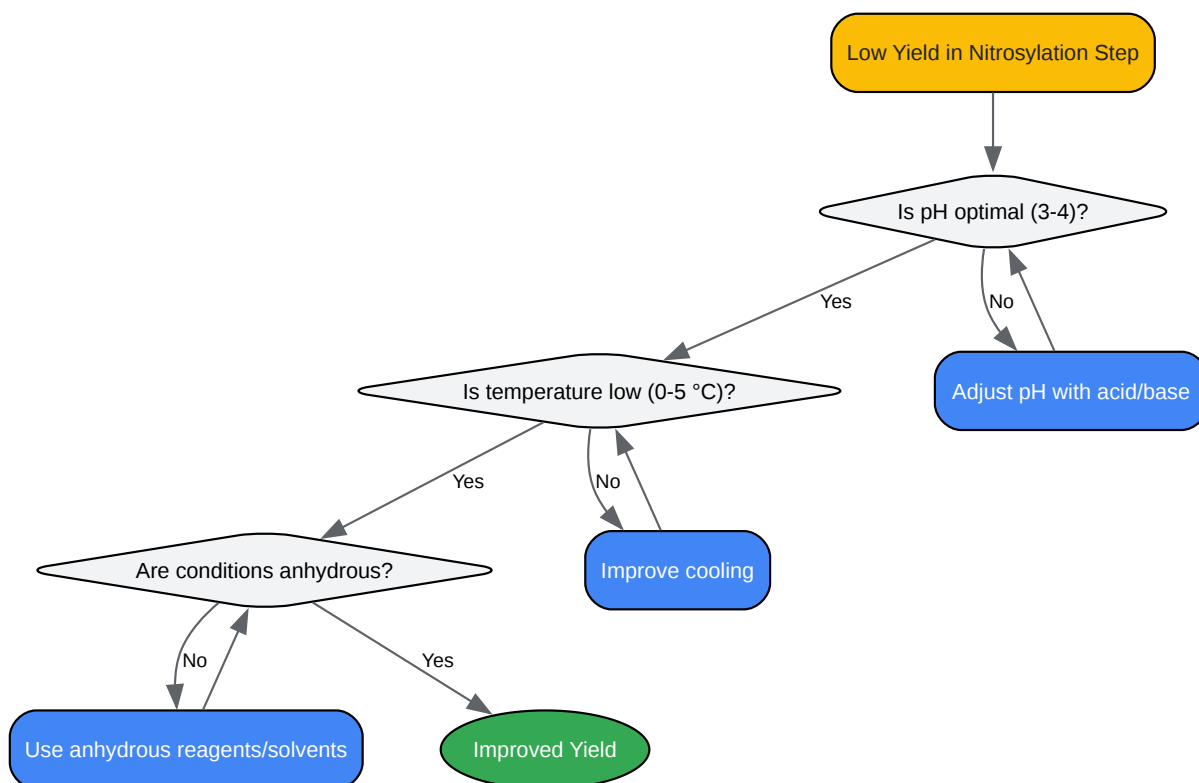 Low Yield in Nitrosylation Step
Is pH optimal (3-4)?
Yes
No
Is temperature low (0-5 °C)?
Adjust pH with acid/base
Yes
No
Are conditions anhydrous?
Improve cooling
No
Yes
Use anhydrous reagents/solvents
Improved Yield